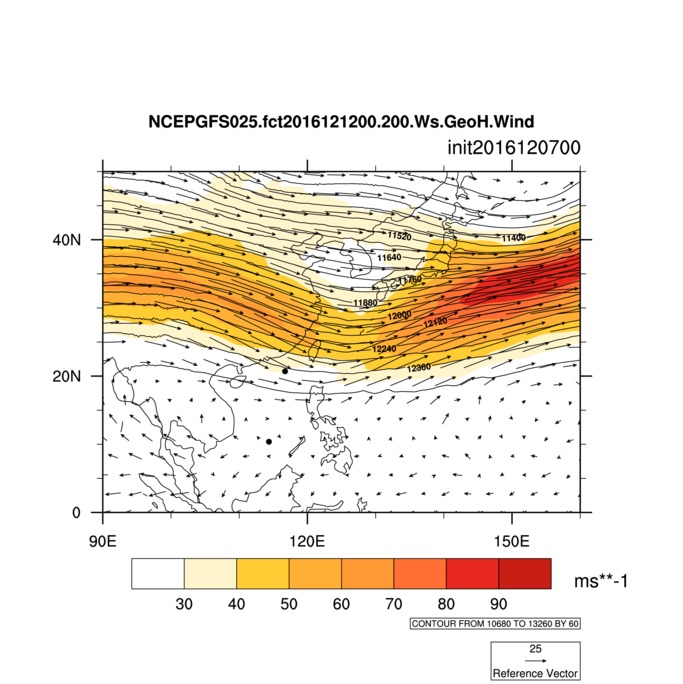 NCEPGFS025.fct2016121200.200.Ws.GeoH.Wind
init2016120700
40N
20N
0
11520
11400
11640
11760
11880
12000
12120
12240
12360
90E
120E
150E
30 40 50 60 70 80 90
ms**-1
CONTOUR FROM 10680 TO 13260 BY 60
25
Reference Vector